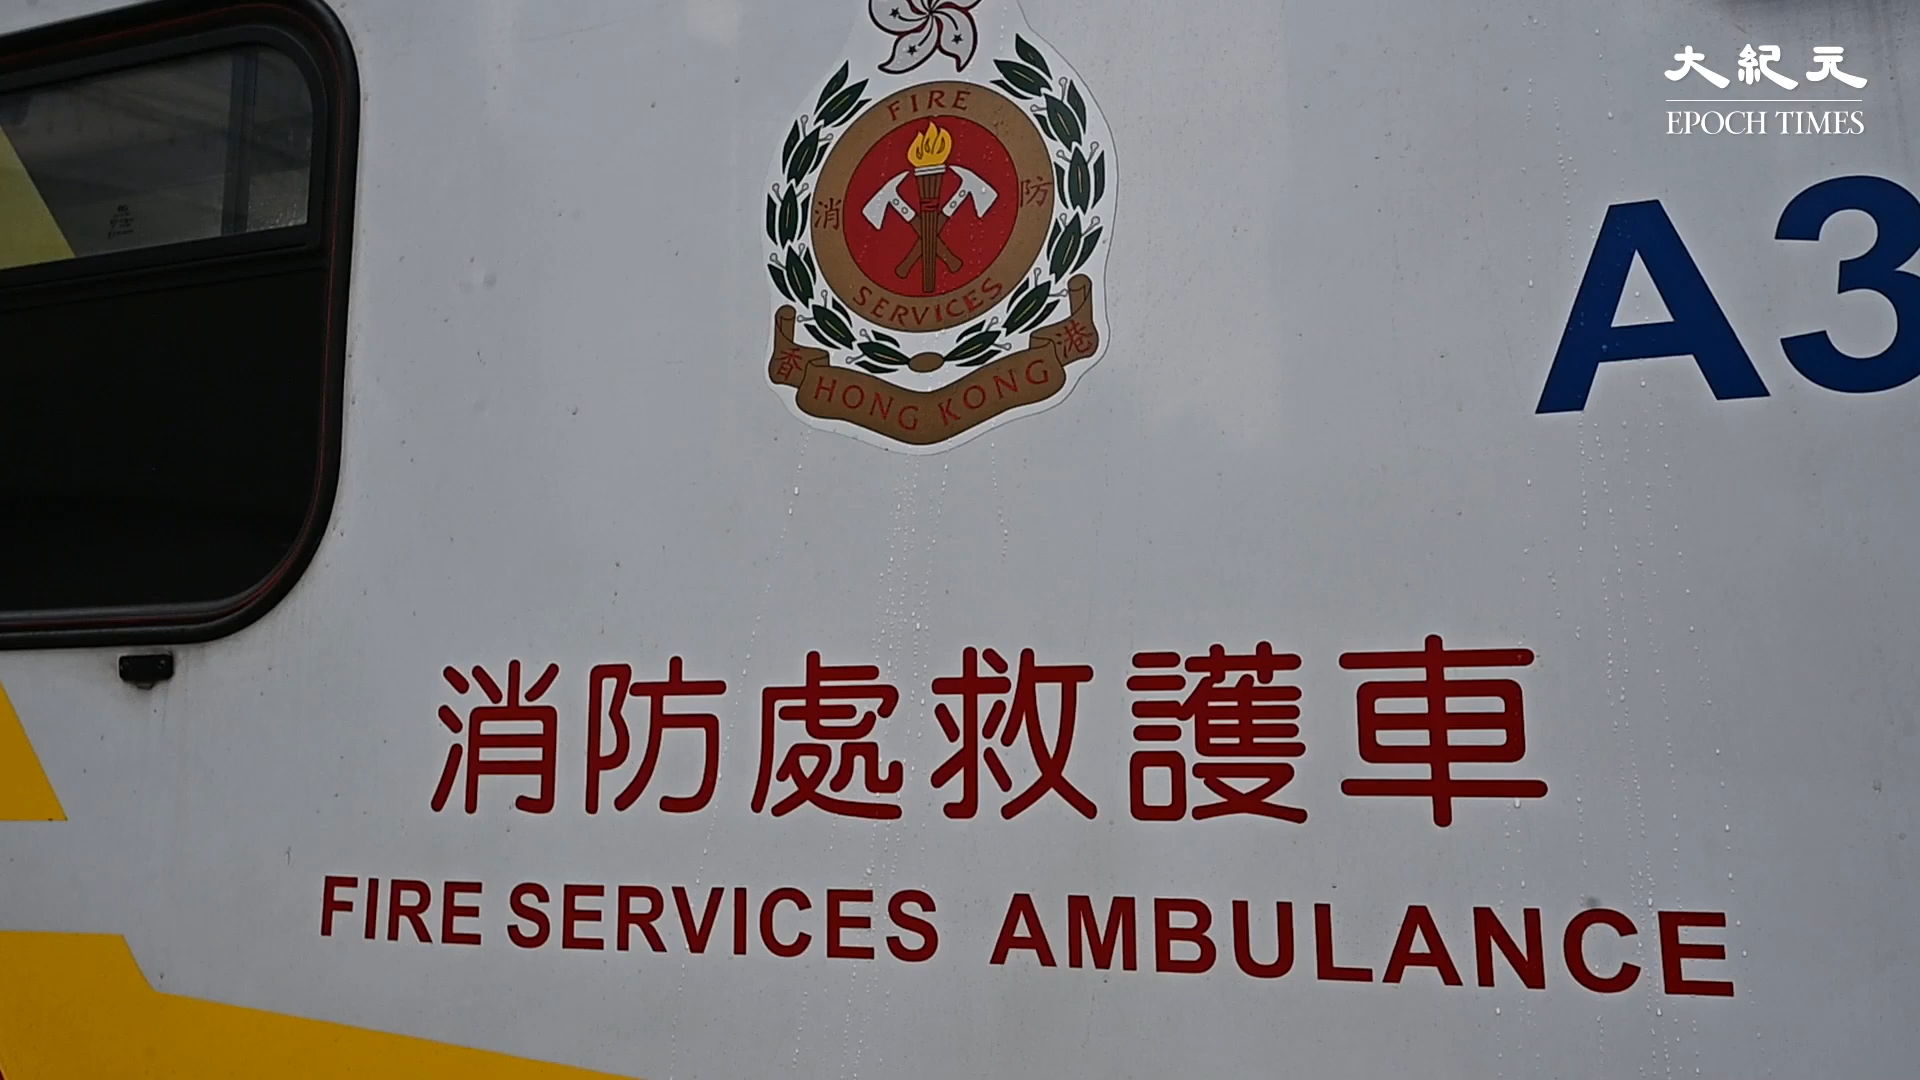 大紀元
EPOCH TIMES
FIRE
消 防
SERVICES
香 HONG KONG 港
A3
消防處救護車
FIRE SERVICES AMBULANCE